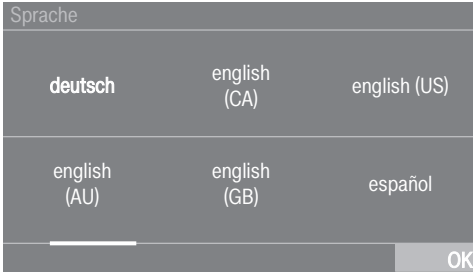 Sprache
deutsch
english
(CA)
english (US)
english
(AU)
english
(GB)
español
OK